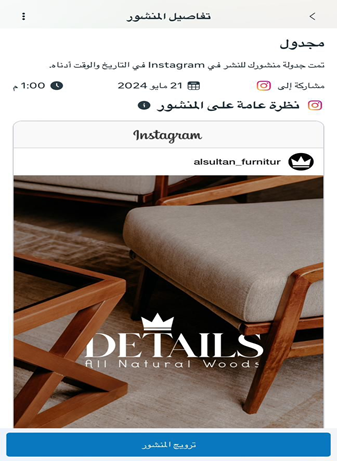 تفاصيل المنشور
مجدول
تمت جدولة منشورك للنشر في Instagram في التاريخ والوقت أدناه.
مشاركة إلى 21 مايو 2024 1:00 م
نظرة عامة على المنشور
Instagram
alsultan_furnitur
DETAILS
All Natural Woods
ترويج المنشور